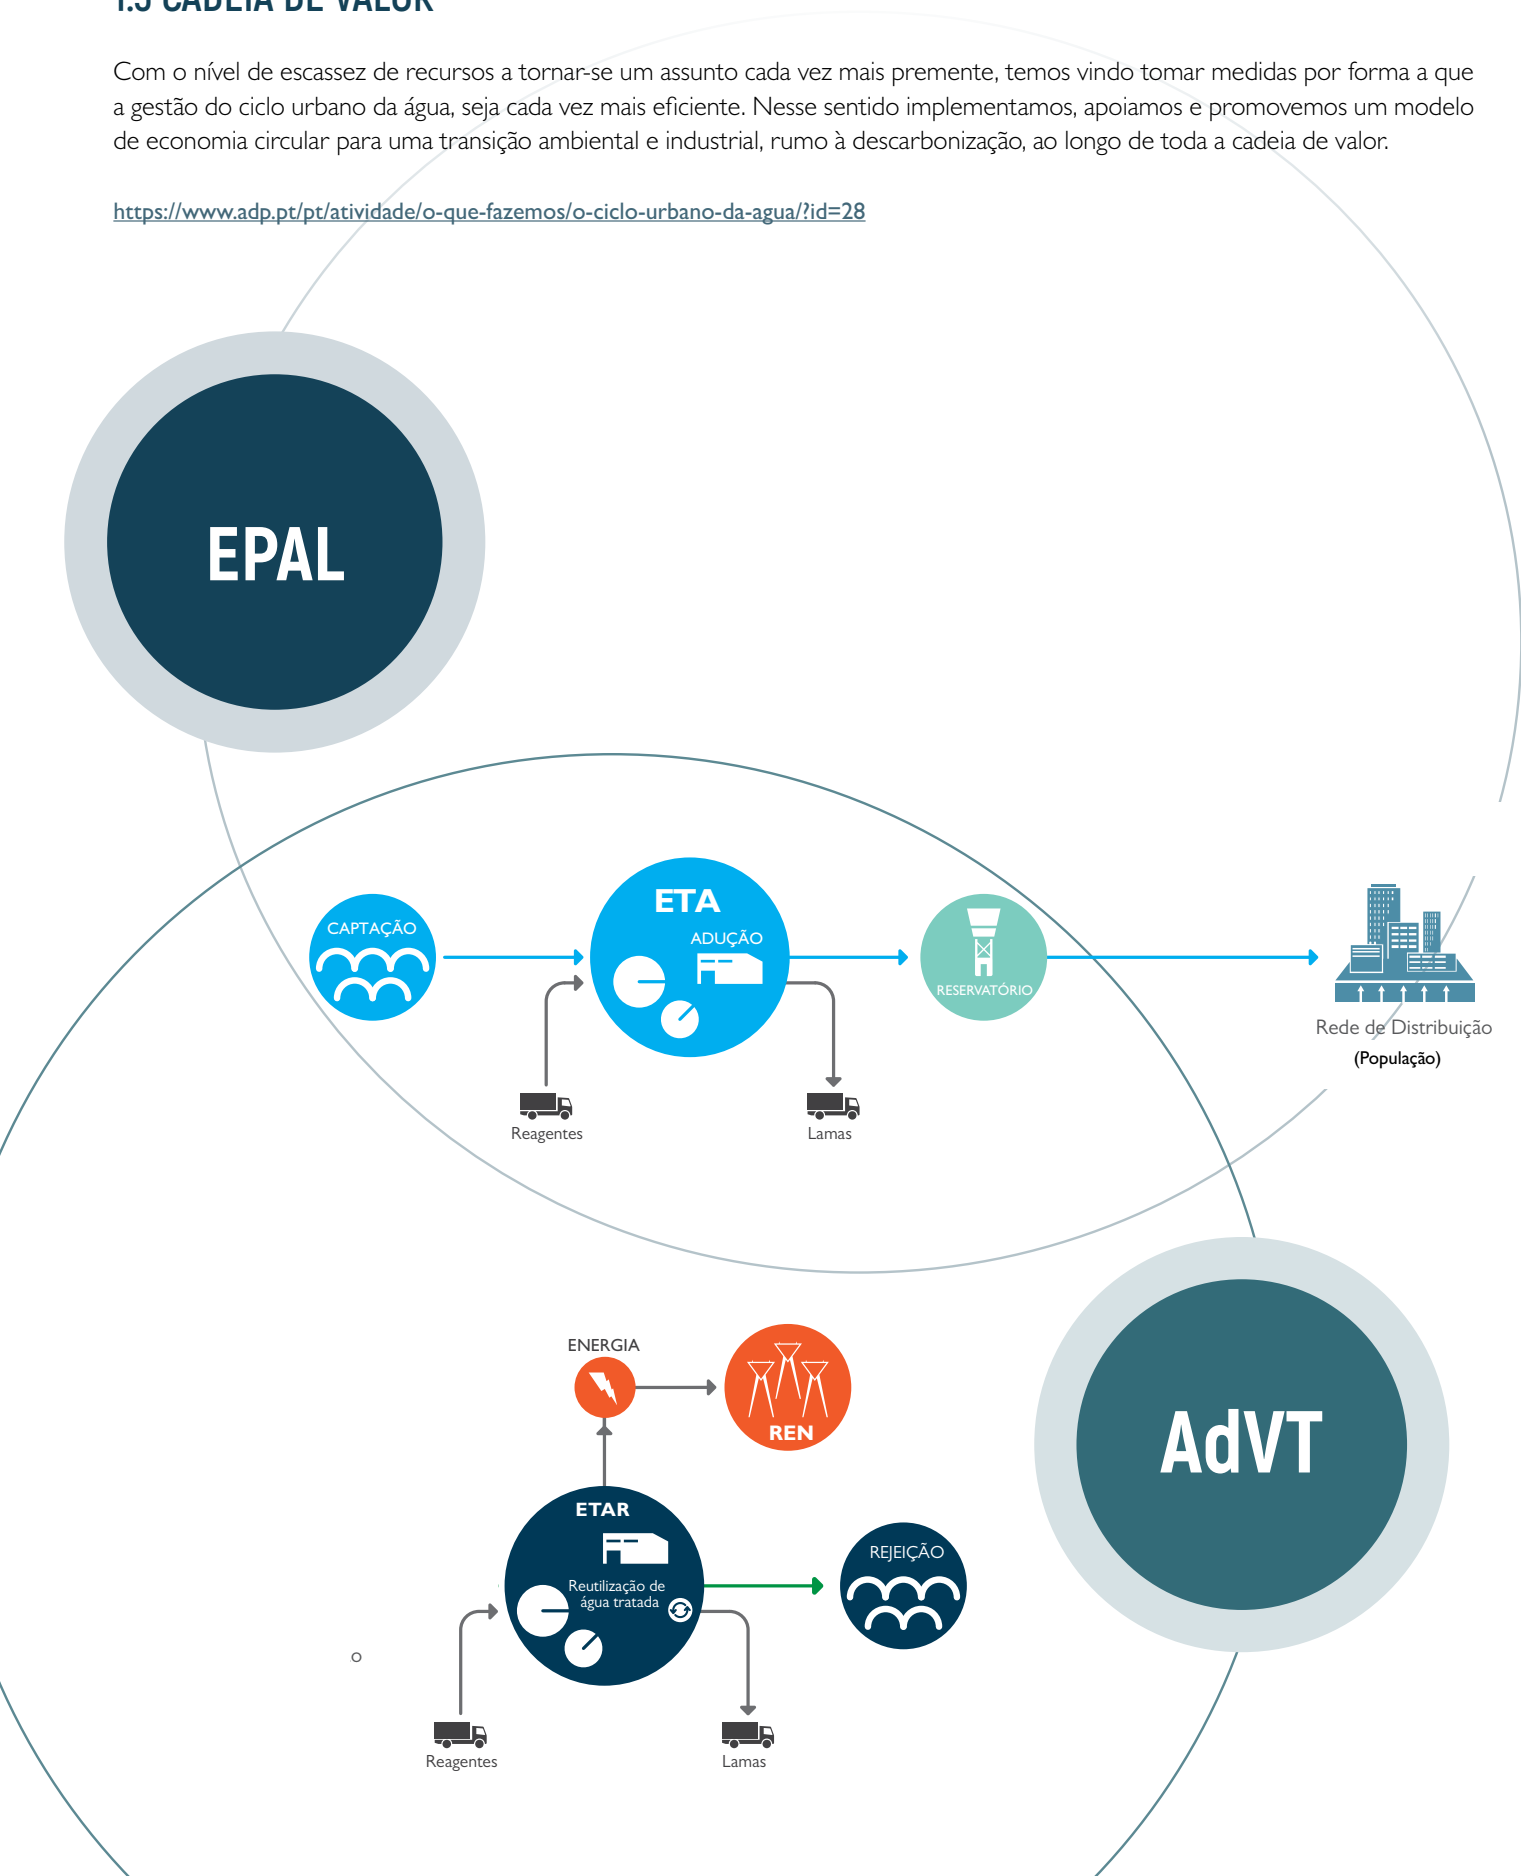 1.5 CADEIA DE VALOR
Com o nível de escassez de recursos a tornar-se um assunto cada vez mais premente, temos vindo tomar medidas por forma a que
a gestão do ciclo urbano da água, seja cada vez mais eficiente. Nesse sentido implementamos, apoiamos e promovemos um modelo
de economia circular para uma transição ambiental e industrial, rumo à descarbonização, ao longo de toda a cadeia de valor.
https://www.adp.pt/pt/atividade/o-que-fazemos/o-ciclo-urbano-da-agua/?id=28
EPAL
CAPTAÇÃO
ETA
ADUÇÃO
RESERVATÓRIO
Rede de Distribuição
(População)
Reagentes
Lamas
ENERGIA
REN
AdVT
ETAR
Reutilização de
água tratada
REJEIÇÃO
o
Reagentes
Lamas